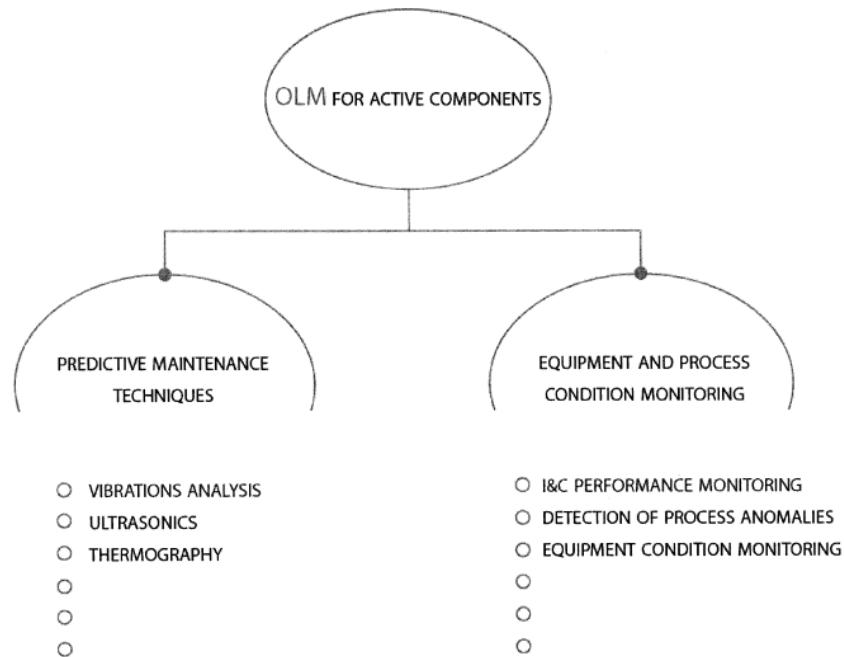 OLM FOR ACTIVE COMPONENTS
PREDICTIVE MAINTENANCE
TECHNIQUES
EQUIPMENT AND PROCESS
CONDITION MONITORING
VIBRATIONS ANALYSIS
ULTRASONICS
THERMOGRAPHY
I&C PERFORMANCE MONITORING
DETECTION OF PROCESS ANOMALIES
EQUIPMENT CONDITION MONITORING